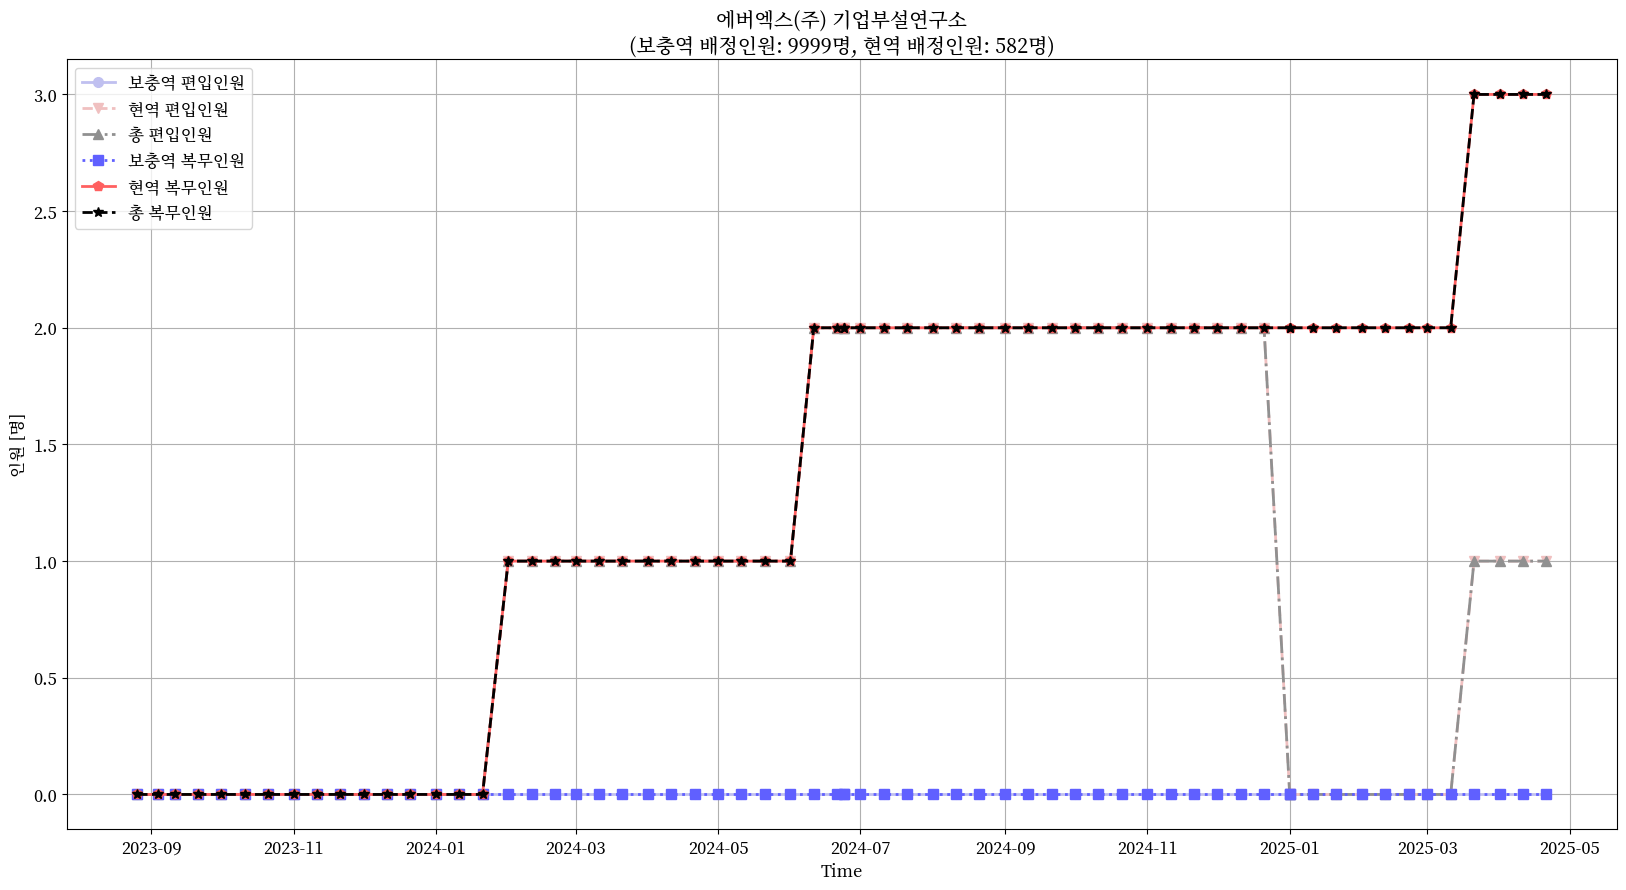 에버엑스(주) 기업부설연구소
(보충역 배정인원: 9999명, 현역 배정인원: 582명)
보충역 편입인원
현역 편입인원
총 편입인원
보충역 복무인원
현역 복무인원
총 복무인원
3.0
2.5
2.0
1.5
1.0
0.5
0.0
인원 [명]
2023-09 2023-11 2024-01 2024-03 2024-05 2024-07 2024-09 2024-11 2025-01 2025-03 2025-05
Time